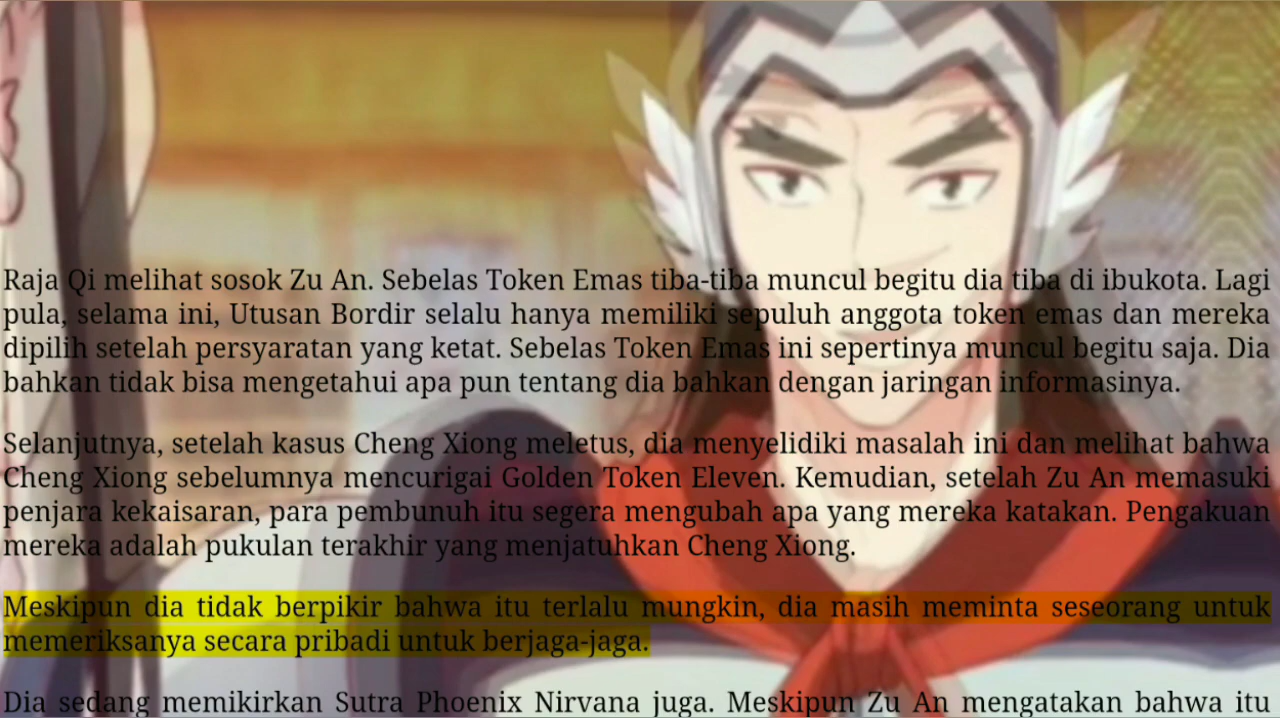 Raja Qi melihat sosok Zu An. Sebelas Token Emas tiba-tiba muncul begitu dia tiba di ibukota. Lagi
pula, selama ini, Utusan Bordir selalu hanya memiliki sepuluh anggota token emas dan mereka
dipilih setelah persyaratan yang ketat. Sebelas Token Emas ini sepertinya muncul begitu saja. Dia
bahkan tidak bisa mengetahui apa pun tentang dia bahkan dengan jaringan informasinya.
Selanjutnya, setelah kasus Cheng Xiong meletus, dia menyelidiki masalah ini dan melihat bahwa
Cheng Xiong sebelumnya mencurigai Golden Token Eleven. Kemudian, setelah Zu An memasuki
penjara kekaisaran, para pembunuh itu segera mengubah apa yang mereka katakan. Pengakuan
mereka adalah pukulan terakhir yang menjatuhkan Cheng Xiong.
Meskipun dia tidak berpikir bahwa itu terlalu mungkin, dia masih meminta seseorang untuk
memeriksanya secara pribadi untuk berjaga-jaga.
Dia sedang memikirkan Sutra Phoenix Nirvana juga. Meskipun Zu An mengatakan bahwa itu